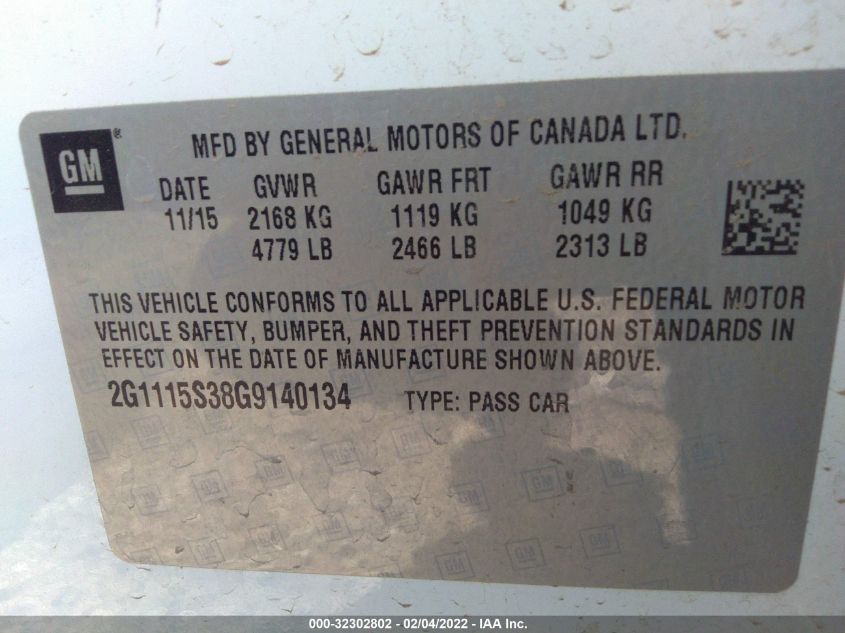 GM ®
MFD BY GENERAL MOTORS OF CANADA LTD.
DATE GVWR GAWR FRT GAWR RR
11/15 2168 KG 1119 KG 1049 KG
4779 LB 2466 LB 2313 LB
THIS VEHICLE CONFORMS TO ALL APPLICABLE U.S. FEDERAL MOTOR
VEHICLE SAFETY, BUMPER, AND THEFT PREVENTION STANDARDS IN
EFFECT ON THE DATE OF MANUFACTURE SHOWN ABOVE.
2G1115S38G9140134 TYPE: PASS CAR
000-32302802 - 02/04/2022 - IAA Inc.